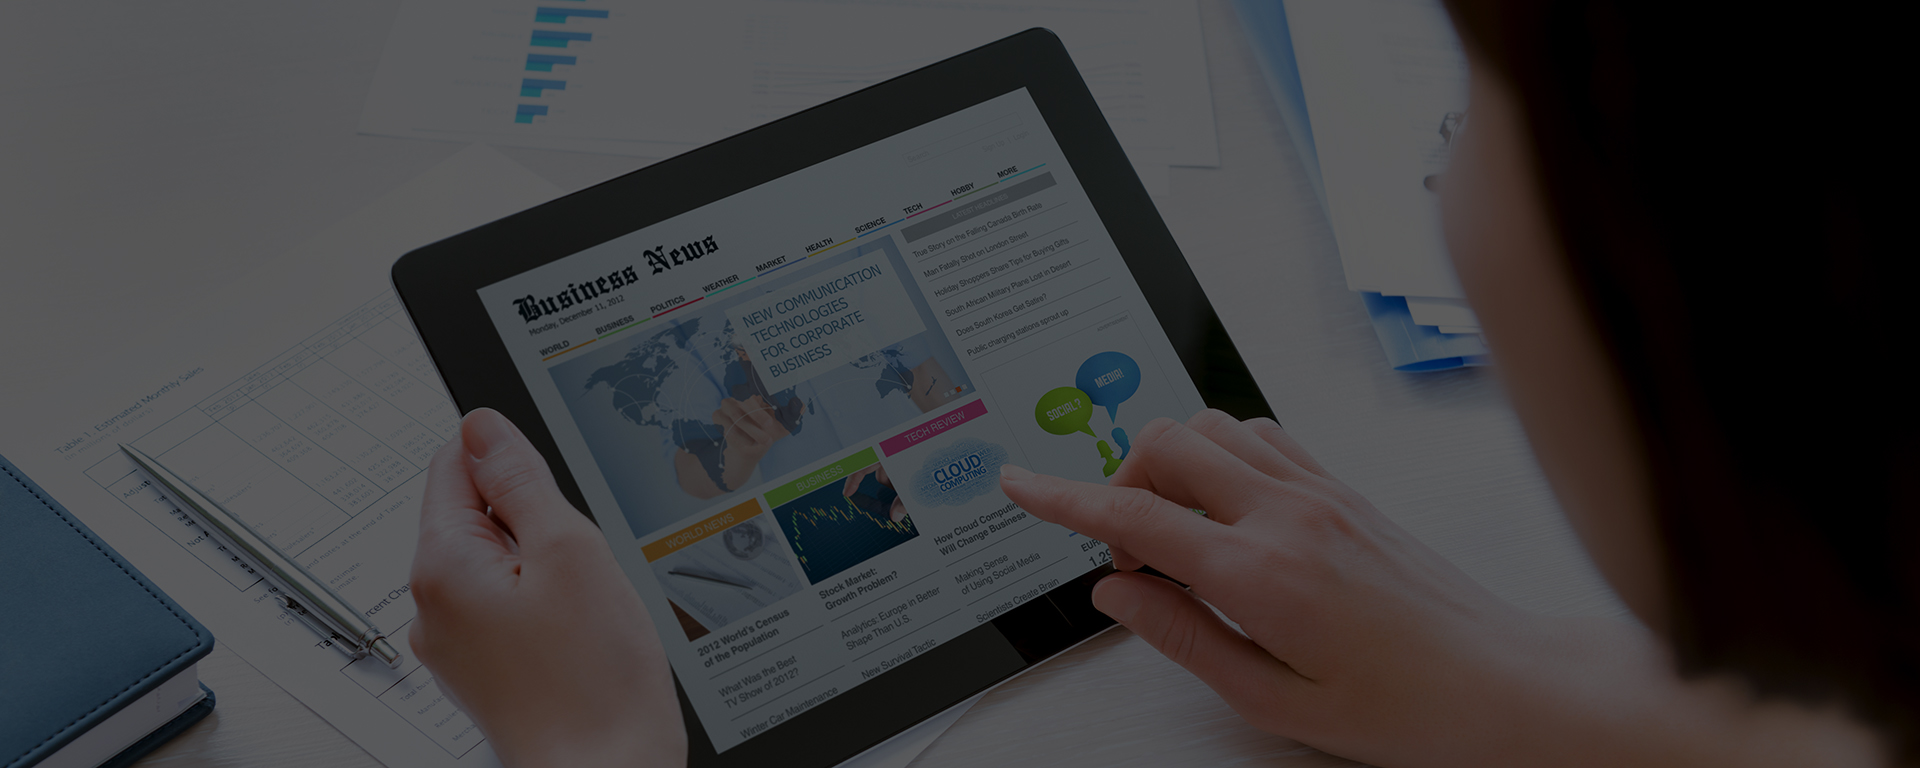 Business News
Monday, December 11, 2012
WORLD
BUSINESS
POLITICS
WEATHER
MARKET
HEALTH
SCIENCE
TECH
HOBBY
MORE
NEW COMMUNICATION
TECHNOLOGIES
FOR CORPORATE
BUSINESS
LATEST HEADLINES
True Story on the Falling Canada Birth Rate
Man Fatally Shot on London Street
Holiday Shoppers Share Tips for Buying Gifts
South African Military Plane Lost in Desert
Does South Korea Get Satire?
Public charging stations sprout up
ADVERTISEMENT
SOCIAL?
MEDIA!
WORLD NEWS
2012 World's Census
of the Population
What Was the Best
TV Show of 2012?
Winter Car Maintenance
BUSINESS
Stock Market:
Growth Problem?
Analytics: Europe in Better
Shape Than U.S.
New Survival Tactic
TECH REVIEW
CLOUD
COMPUTING
How Cloud Computin
Will Change Business
Making Sense
of Using Social Media
Scientists Create Brain
EUR
1.29
Table 1. Estimated Monthly Sales